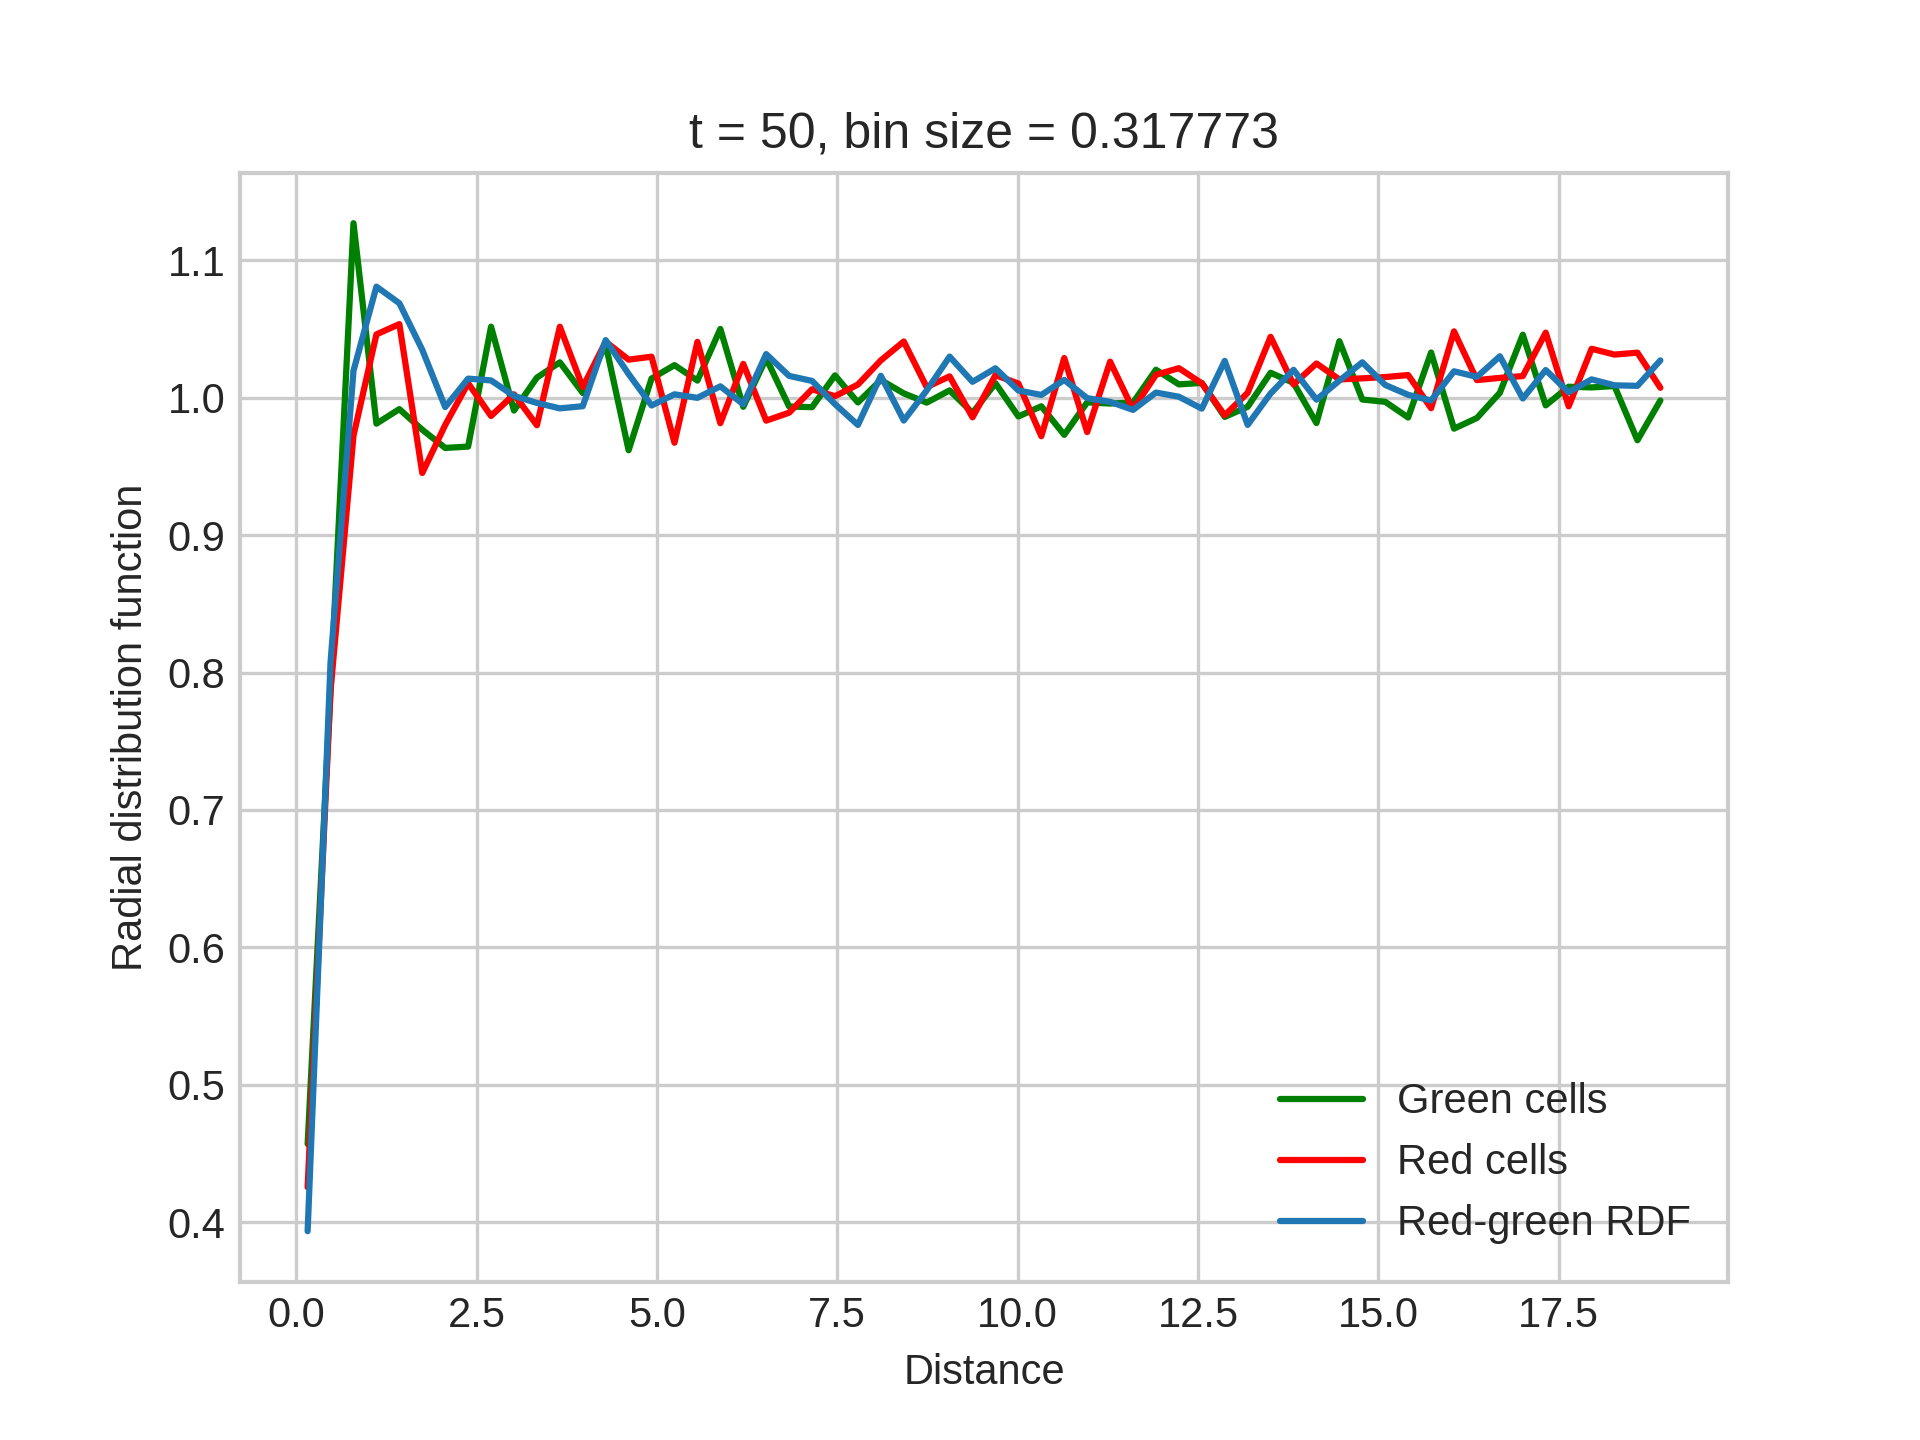 t = 50, bin size = 0.317773
Radial distribution function
1.1
1.0
0.9
0.8
0.7
0.6
0.5
0.4
Green cells
Red cells
Red-green RDF
0.0 2.5 5.0 7.5 10.0 12.5 15.0 17.5
Distance